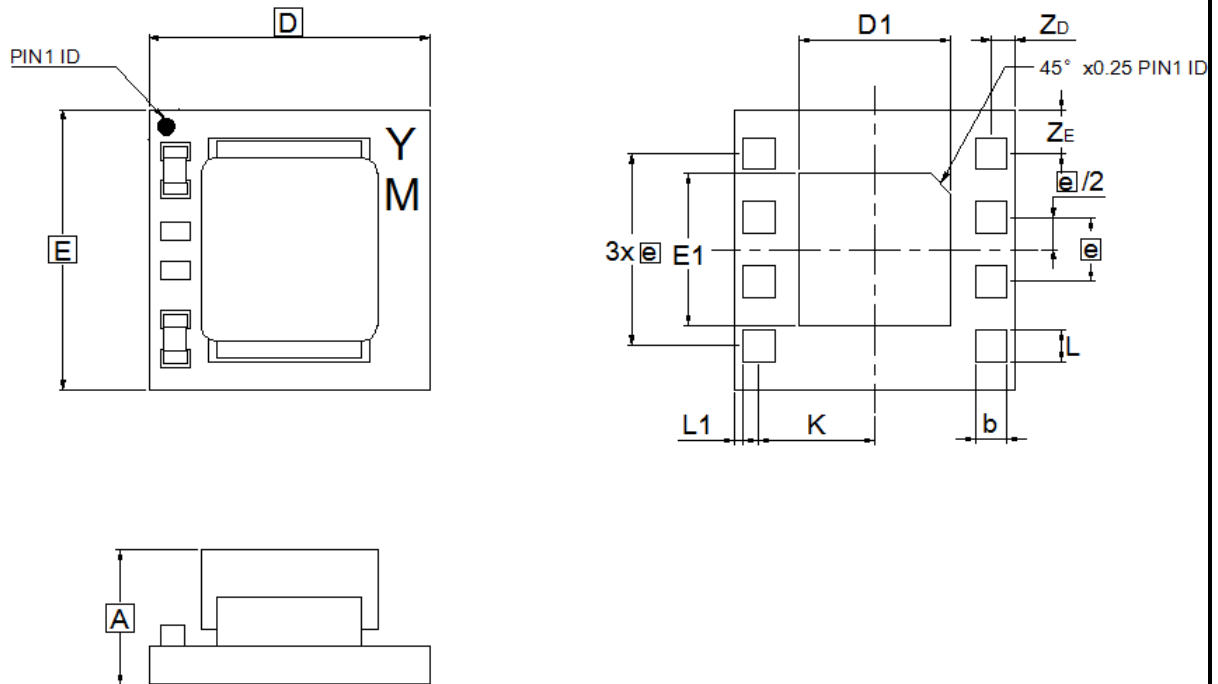 D
PIN1 ID
Y
M
E
A
D1
ZD
45° x0.25 PIN1 ID
ZE
e/2
3x e
E1
e
L
L1
K
b